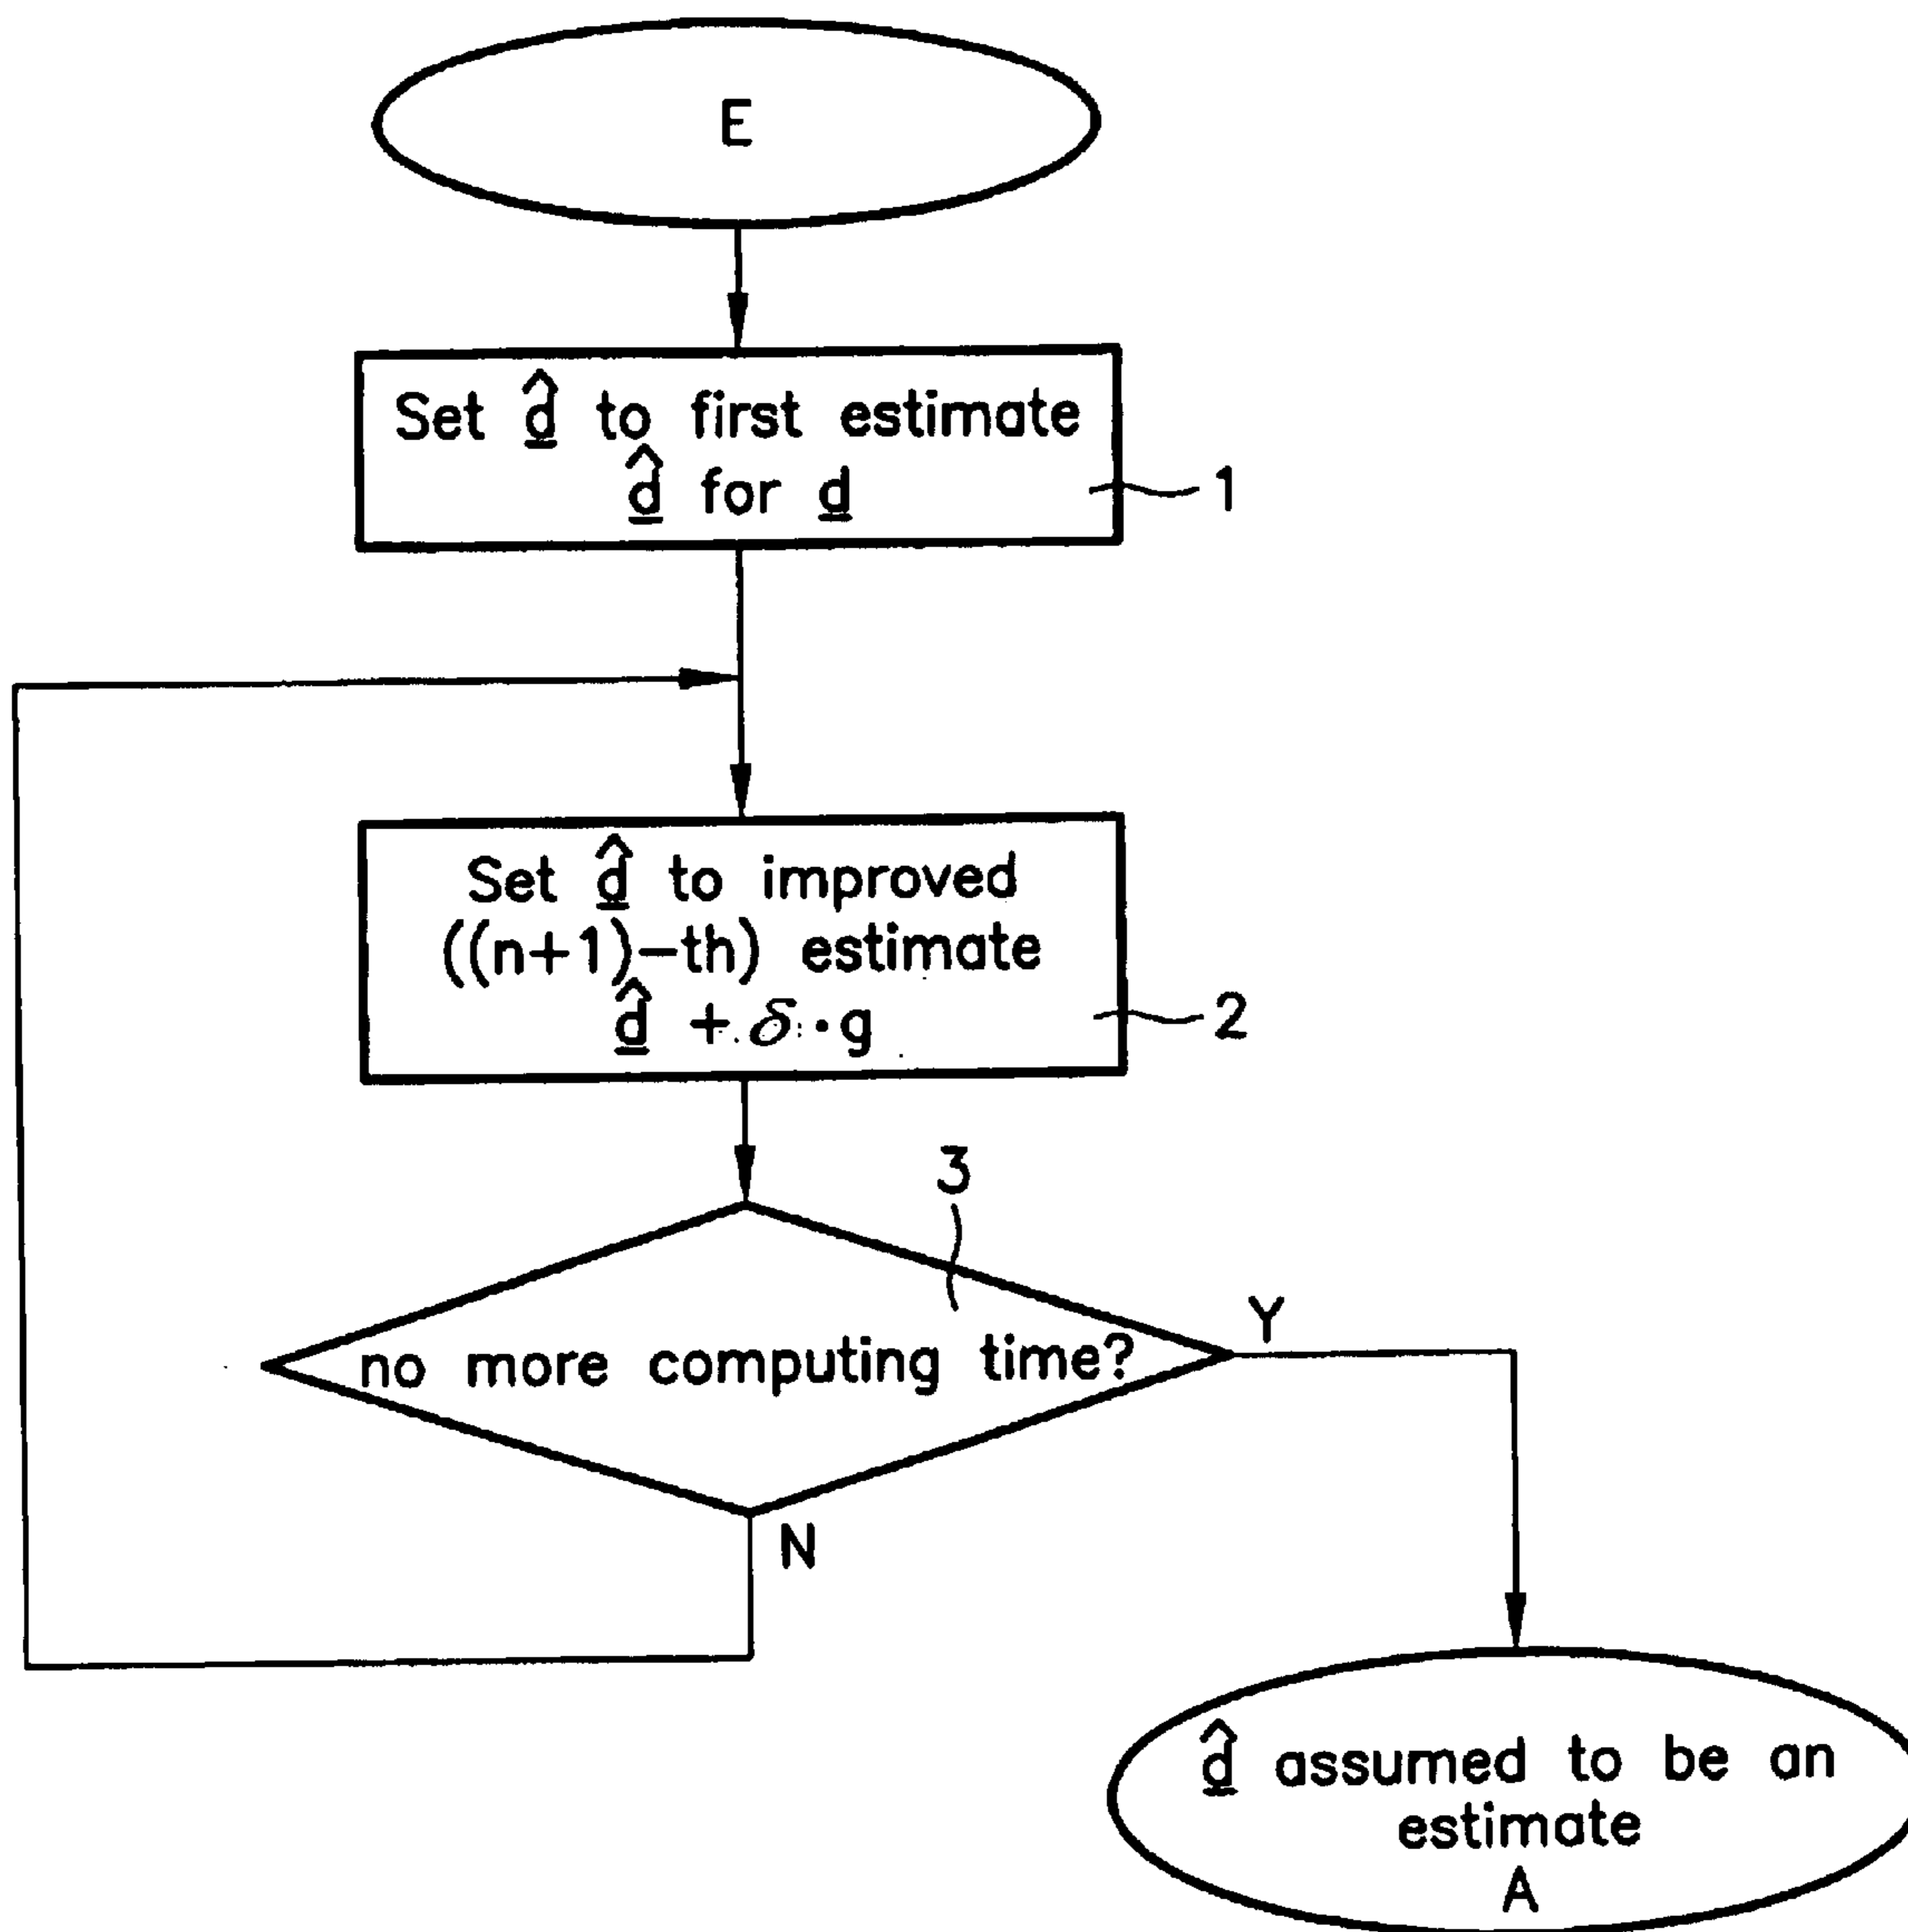 E
Set d̲̂ to first estimate
d̲̂ for d̲
1
Set d̲̂ to improved
((n+1)-th) estimate
d̲̂ + δ · g
2
3
no more computing time?
Y
N
d̲̂ assumed to be an
estimate
A